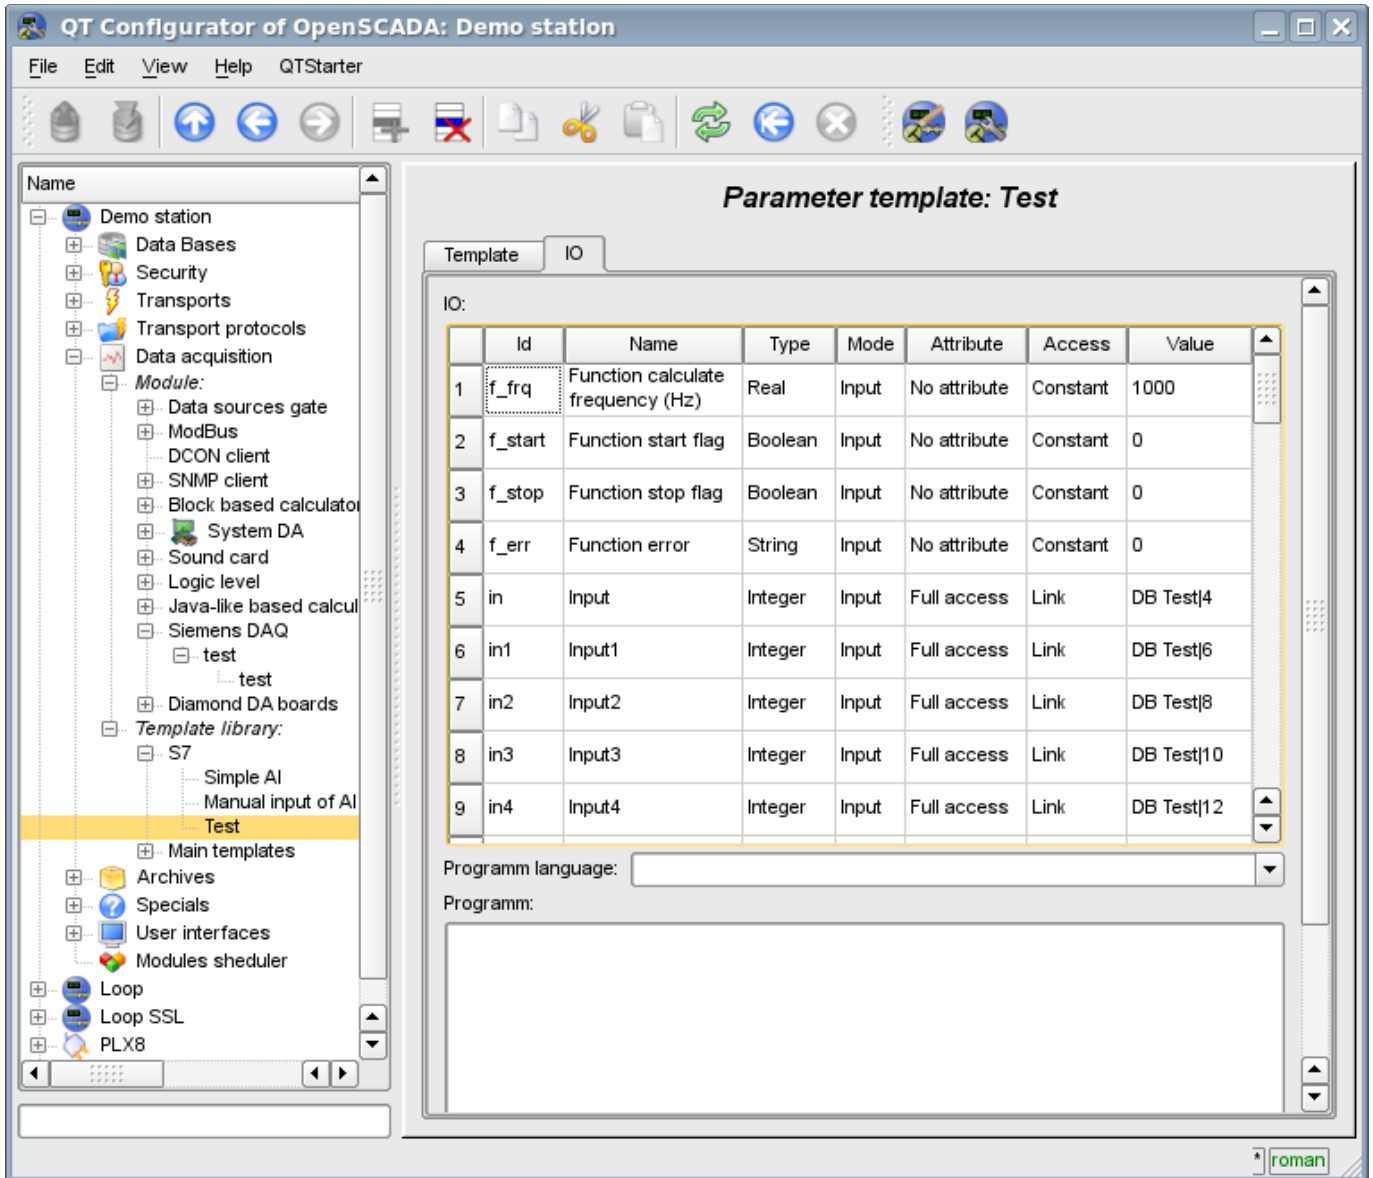 QT Configurator of OpenSCADA: Demo station
File Edit View Help QTStarter
Name
Demo station
Data Bases
Security
Transports
Transport protocols
Data acquisition
Module:
Data sources gate
ModBus
DCON client
SNMP client
Block based calculator
System DA
Sound card
Logic level
Java-like based calcul
Siemens DAQ
test
test
Diamond DA boards
Template library:
S7
Simple AI
Manual input of AI
Test
Main templates
Archives
Specials
User interfaces
Modules sheduler
Loop
Loop SSL
PLX8
Parameter template: Test
Template IO
IO:
Id Name Type Mode Attribute Access Value
1 f_frq Function calculate frequency (Hz) Real Input No attribute Constant 1000
2 f_start Function start flag Boolean Input No attribute Constant 0
3 f_stop Function stop flag Boolean Input No attribute Constant 0
4 f_err Function error String Input No attribute Constant 0
5 in Input Integer Input Full access Link DB Test|4
6 in1 Input1 Integer Input Full access Link DB Test|6
7 in2 Input2 Integer Input Full access Link DB Test|8
8 in3 Input3 Integer Input Full access Link DB Test|10
9 in4 Input4 Integer Input Full access Link DB Test|12
Programm language:
Programm:
* roman